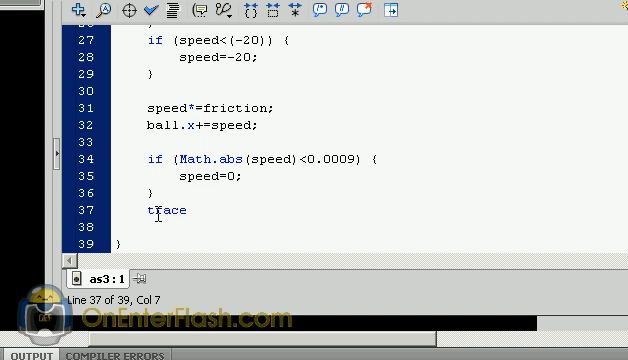 27 if (speed<(-20)) {
28 speed=-20;
29 }
30
31 speed*=friction;
32 ball.x+=speed;
33
34 if (Math.abs(speed)<0.0009) {
35 speed=0;
36 }
37 trace
38
39 }
as3:1
Line 37 of 39, Col 7
OnEnterFlash.com
OUTPUT COMPILER ERRORS